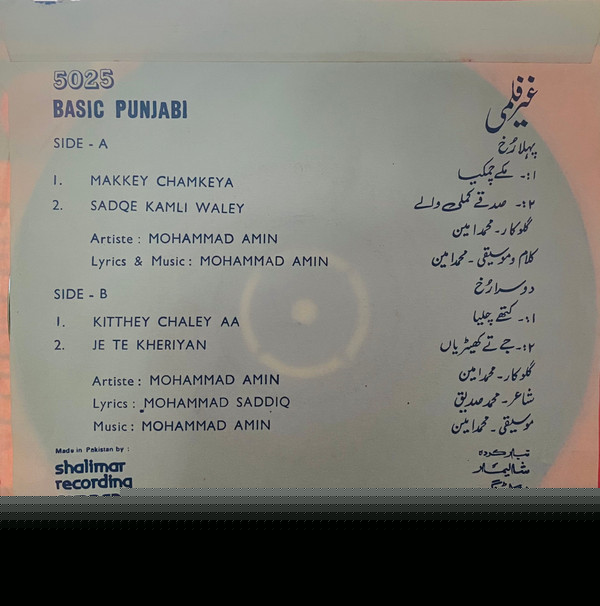 5025
BASIC PUNJABI
غیر فلمی
SIDE - A
پہلا رُخ
1. MAKKEY CHAMKEYA
۱:- مکے چمکیا
2. SADQE KAMLI WALEY
۲:- صدقے کملی والے
Artiste : MOHAMMAD AMIN
گلوکار - محمد امین
Lyrics & Music : MOHAMMAD AMIN
کلام و موسیقی - محمد امین
SIDE - B
دوسرا رُخ
1. KITTHEY CHALEY AA
۱:- کتھے چلیا
2. JE TE KHERIYAN
۲:- جے تے کھیڑیاں
Artiste : MOHAMMAD AMIN
گلوکار - محمد امین
Lyrics : MOHAMMAD SADDIQ
شاعر - محمد صدیق
Music : MOHAMMAD AMIN
موسیقی - محمد امین
Made in Pakistan by :
تیار کردہ
shalimar
شالیمار
recording